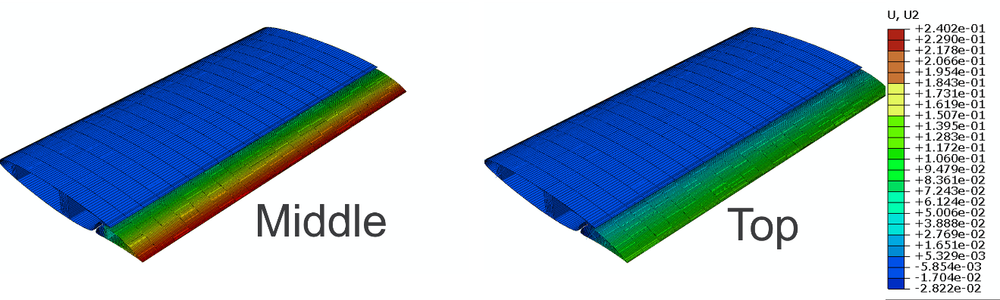 U, U2
+2.402e-01
+2.290e-01
+2.178e-01
+2.066e-01
+1.954e-01
+1.843e-01
+1.731e-01
+1.619e-01
+1.507e-01
+1.395e-01
+1.283e-01
+1.172e-01
+1.060e-01
+9.479e-02
+8.361e-02
+7.243e-02
+6.124e-02
+5.006e-02
+3.888e-02
+2.769e-02
+1.651e-02
+5.329e-03
-5.854e-03
-1.704e-02
-2.822e-02
Middle
Top